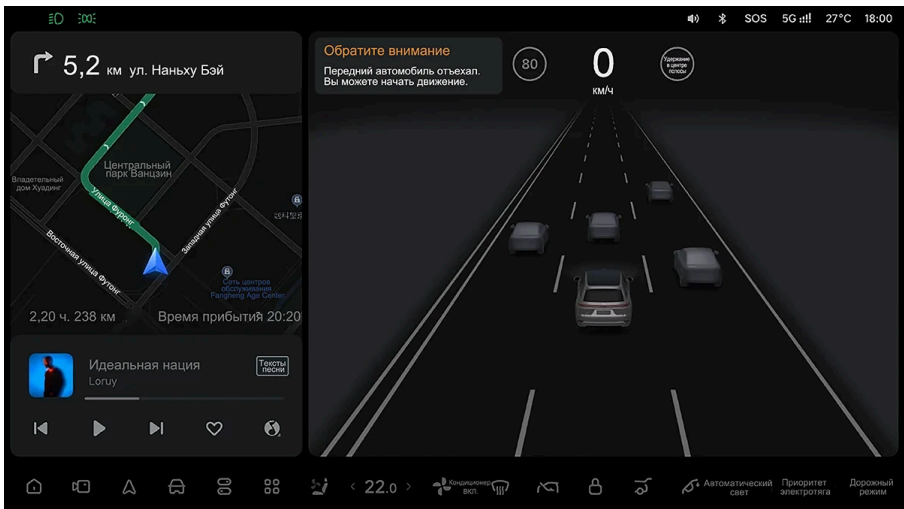 SOS
5G
27°C
18:00
5,2 км ул. Наньху Бэй
Обратите внимание
Передний автомобиль отъехал.
Вы можете начать движение.
80
0
км/ч
Удержание
в центре
полосы
Центральный
парк Ванцзин
Владетельный
дом Хуадинг
Улица Фуронг
Западная улица Футонг
Восточная улица Футонг
Сеть центров
обслуживания
Fangheng Age Center
2,20 ч. 238 км
Время прибытия 20:20
Идеальная нация
Loruy
Тексты
песни
22.0
Кондиционер
вкл.
Автоматический
свет
Приоритет
электротяга
Дорожный
режим